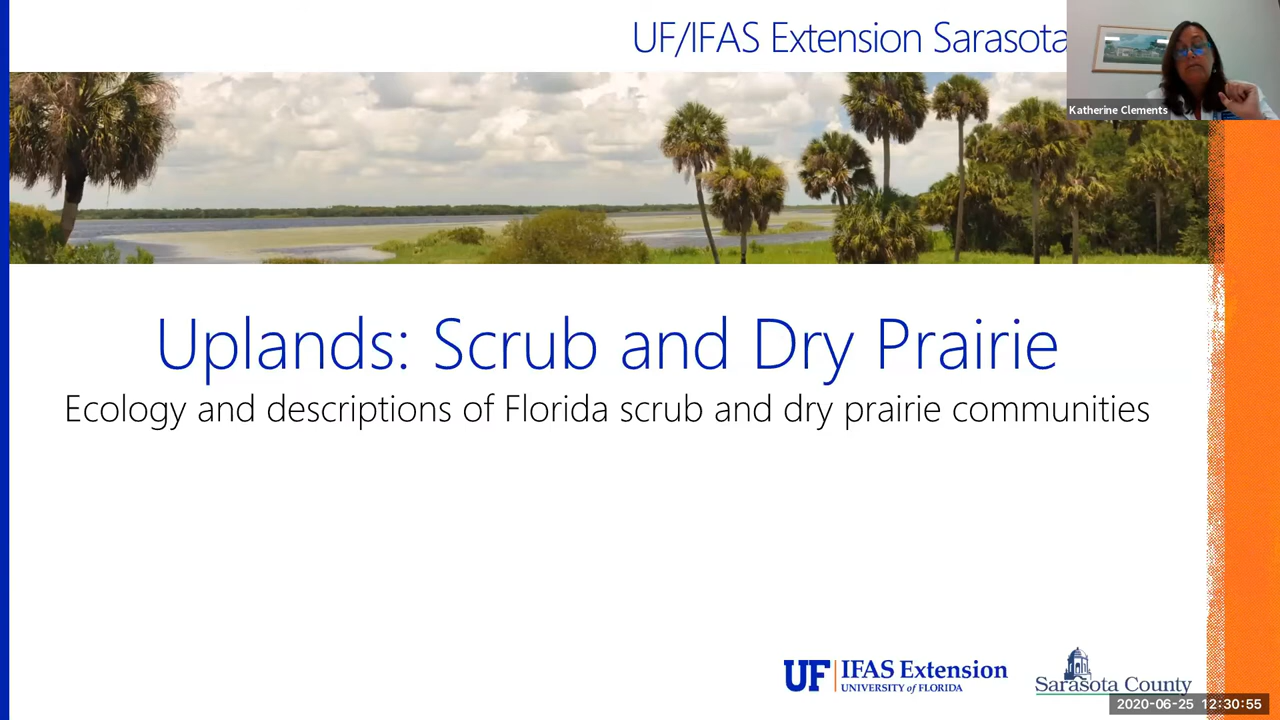 UF/IFAS Extension Sarasota
Katherine Clements
Uplands: Scrub and Dry Prairie
Ecology and descriptions of Florida scrub and dry prairie communities
UF IFAS Extension
UNIVERSITY of FLORIDA
Sarasota County
2020-06-25 12:30:55